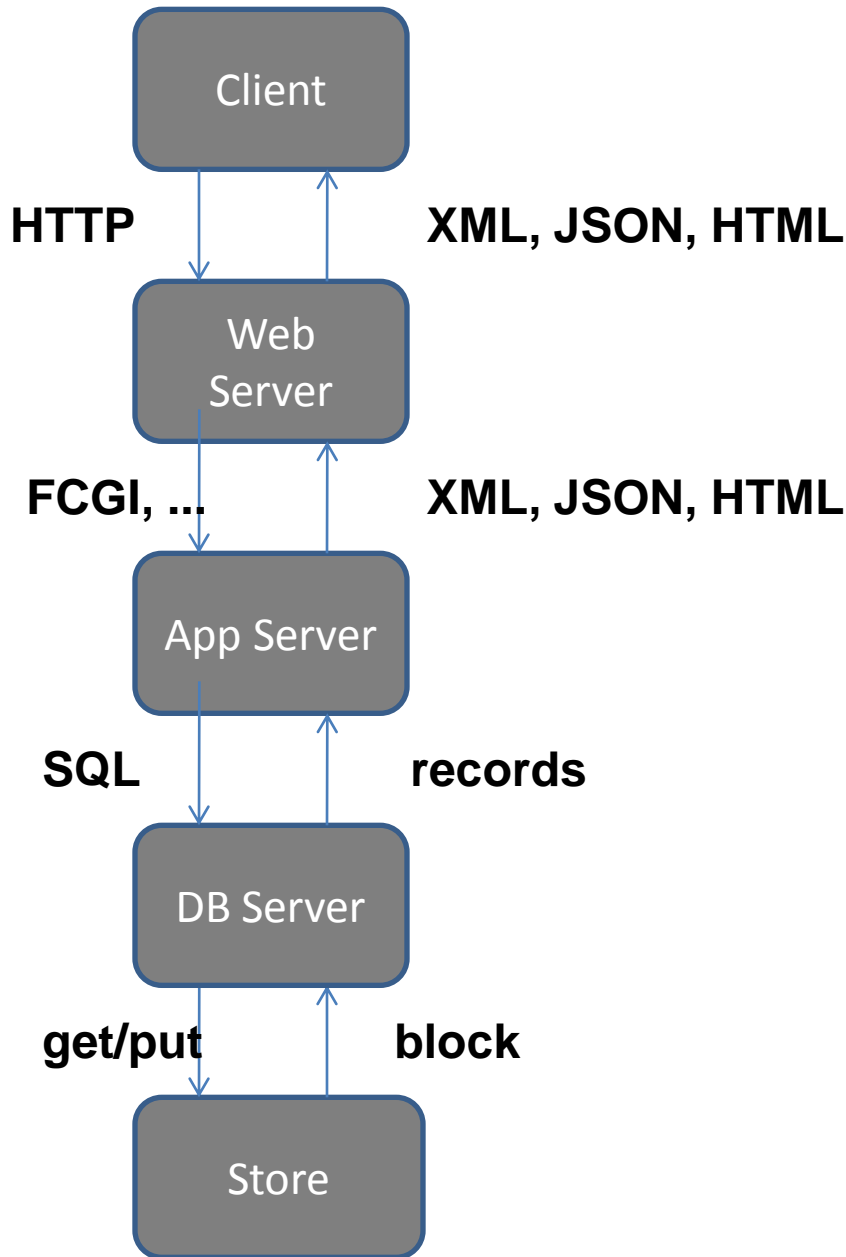 Client
HTTP
XML, JSON, HTML
Web
Server
FCGI, ...
XML, JSON, HTML
App Server
SQL
records
DB Server
get/put
block
Store